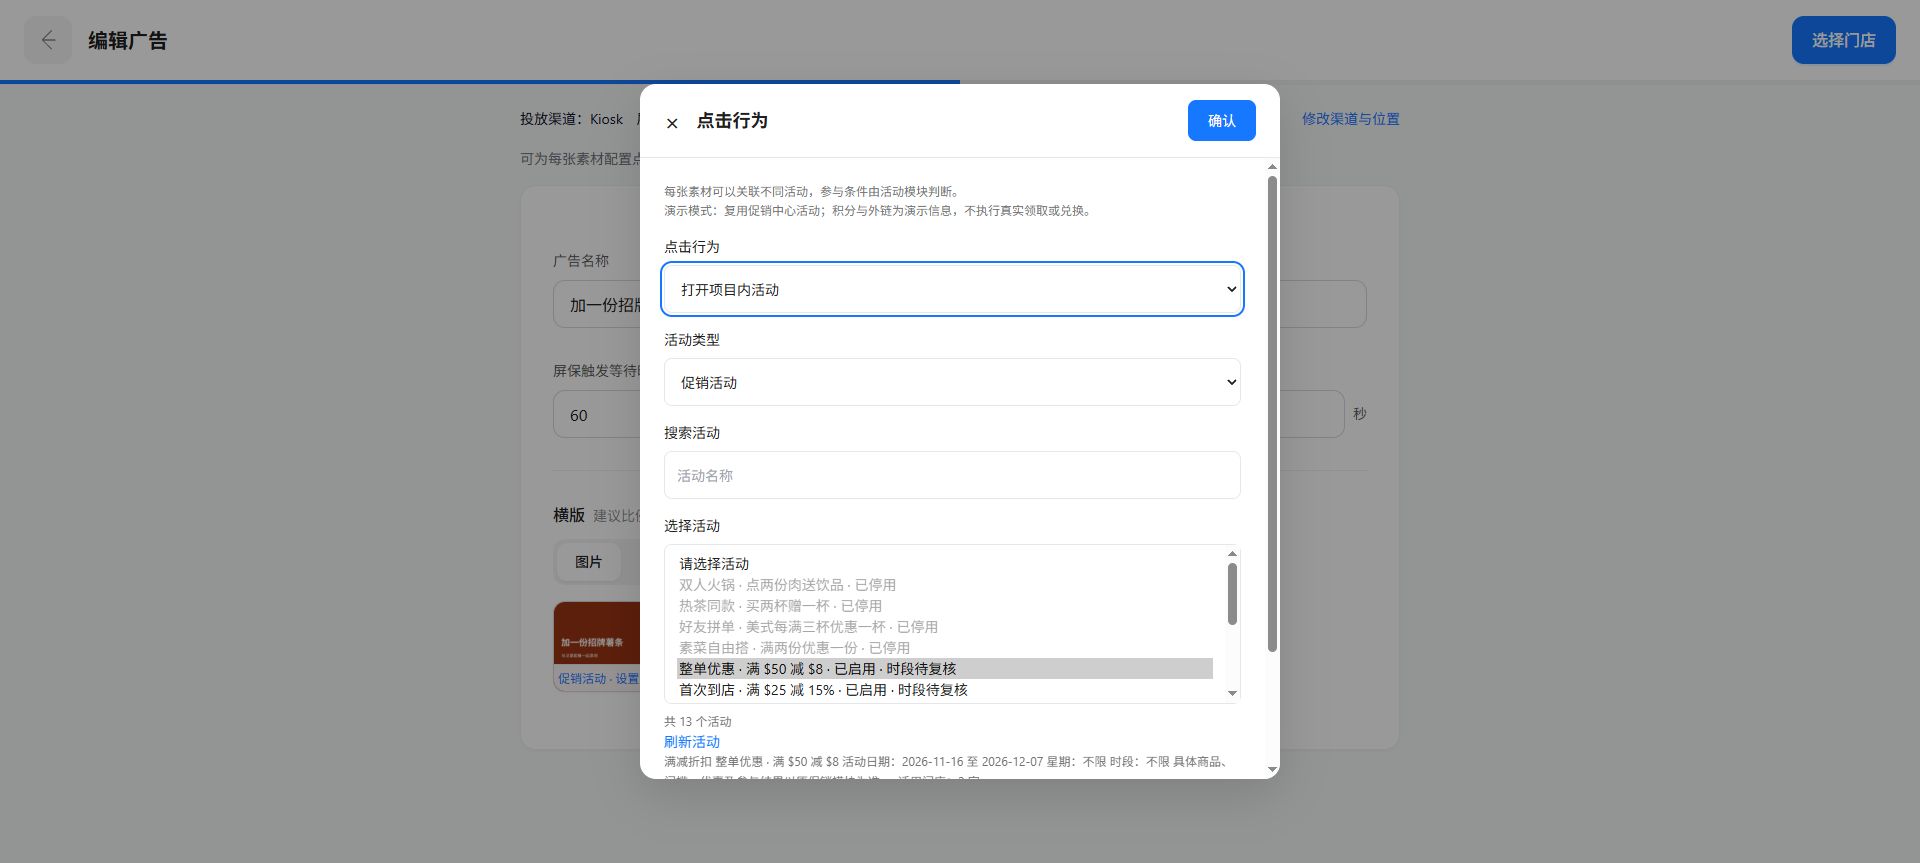 编辑广告
选择门店
投放渠道：Kiosk
修改渠道与位置
可为每张素材配置点
广告名称
加一份招牌
屏保触发等待时
60
秒
横版 建议比例
图片
加一份招牌薯条
促销活动 · 设置
点击行为
确认
每张素材可以关联不同活动，参与条件由活动模块判断。
演示模式：复用促销中心活动；积分与外链为演示信息，不执行真实领取或兑换。
点击行为
打开项目内活动
活动类型
促销活动
搜索活动
活动名称
选择活动
请选择活动
双人火锅 · 点两份肉送饮品 · 已停用
热茶同款 · 买两杯赠一杯 · 已停用
好友拼单 · 美式每满三杯优惠一杯 · 已停用
素菜自由搭 · 满两份优惠一份 · 已停用
整单优惠 · 满 $50 减 $8 · 已启用 · 时段待复核
首次到店 · 满 $25 减 15% · 已启用 · 时段待复核
共 13 个活动
刷新活动
满减折扣 整单优惠 · 满 $50 减 $8 活动日期：2026-11-16 至 2026-12-07 星期：不限 时段：不限 具体商品、